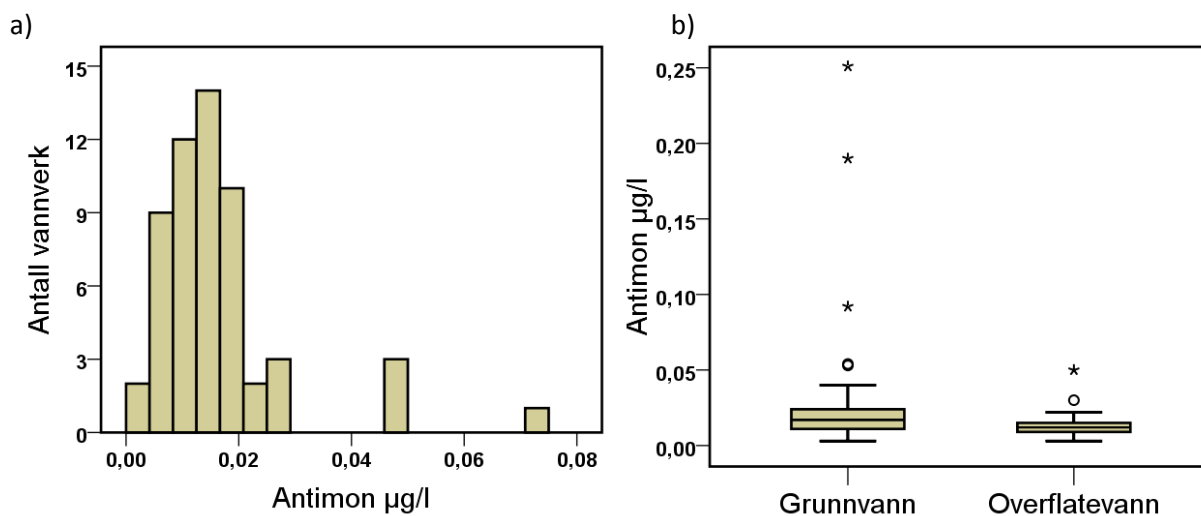 a)
15
12
9
6
3
0
Antall vannverk
0,00 0,02 0,04 0,06 0,08
Antimon µg/l
b)
0,25
0,20
0,15
0,10
0,05
0,00
Antimon µg/l
Grunnvann Overflatevann